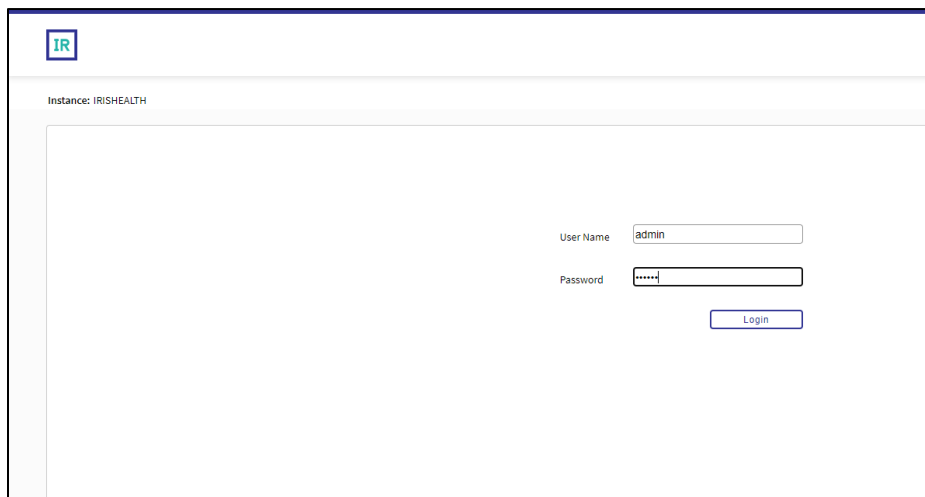 IR
Instance: IRISHEALTH
User Name admin
Password ••••••
Login